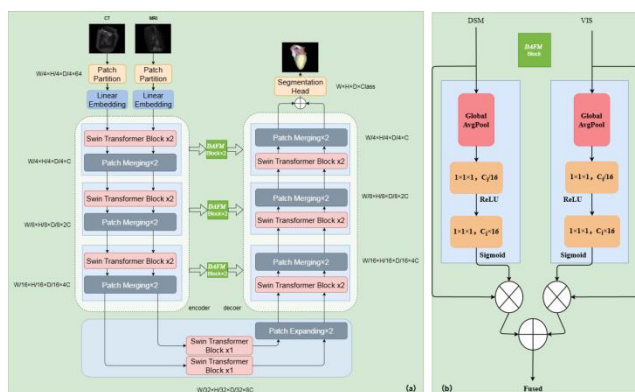 CT
MRI
W/4×H/4×D/4×64
Patch
Partition
Patch
Partition
Linear
Embedding
Linear
Embedding
Swin Transformer Block x2
Patch Merging×2
W/4×H/4×D/4×C
Swin Transformer Block x2
Patch Merging×2
W/8×H/8×D/8×2C
Swin Transformer Block x2
Patch Merging×2
W/16×H/16×D/16×4C
DAFM
Block×2
DAFM
Block×2
DAFM
Block×2
encoder
decoer
Segmentation
Head
W×H×D×Class
Patch Merging×2
Swin Transformer Block x2
W/4×H/4×D/4×C
Patch Merging×2
Swin Transformer Block x2
W/8×H/8×D/8×2C
Patch Merging×2
Swin Transformer Block x2
W/16×H/16×D/16×4C
Patch Expanding×2
Swin Transformer
Block x1
Swin Transformer
Block x1
W/32×H/32×D/32×8C
(a)
DSM
VIS
DAFM
Block
Global
AvgPool
Global
AvgPool
1×1×1, Cᵢ/16
1×1×1, Cᵢ/16
ReLU
ReLU
1×1×1, Cᵢ×16
1×1×1, Cᵢ×16
Sigmoid
Sigmoid
(b)
Fused